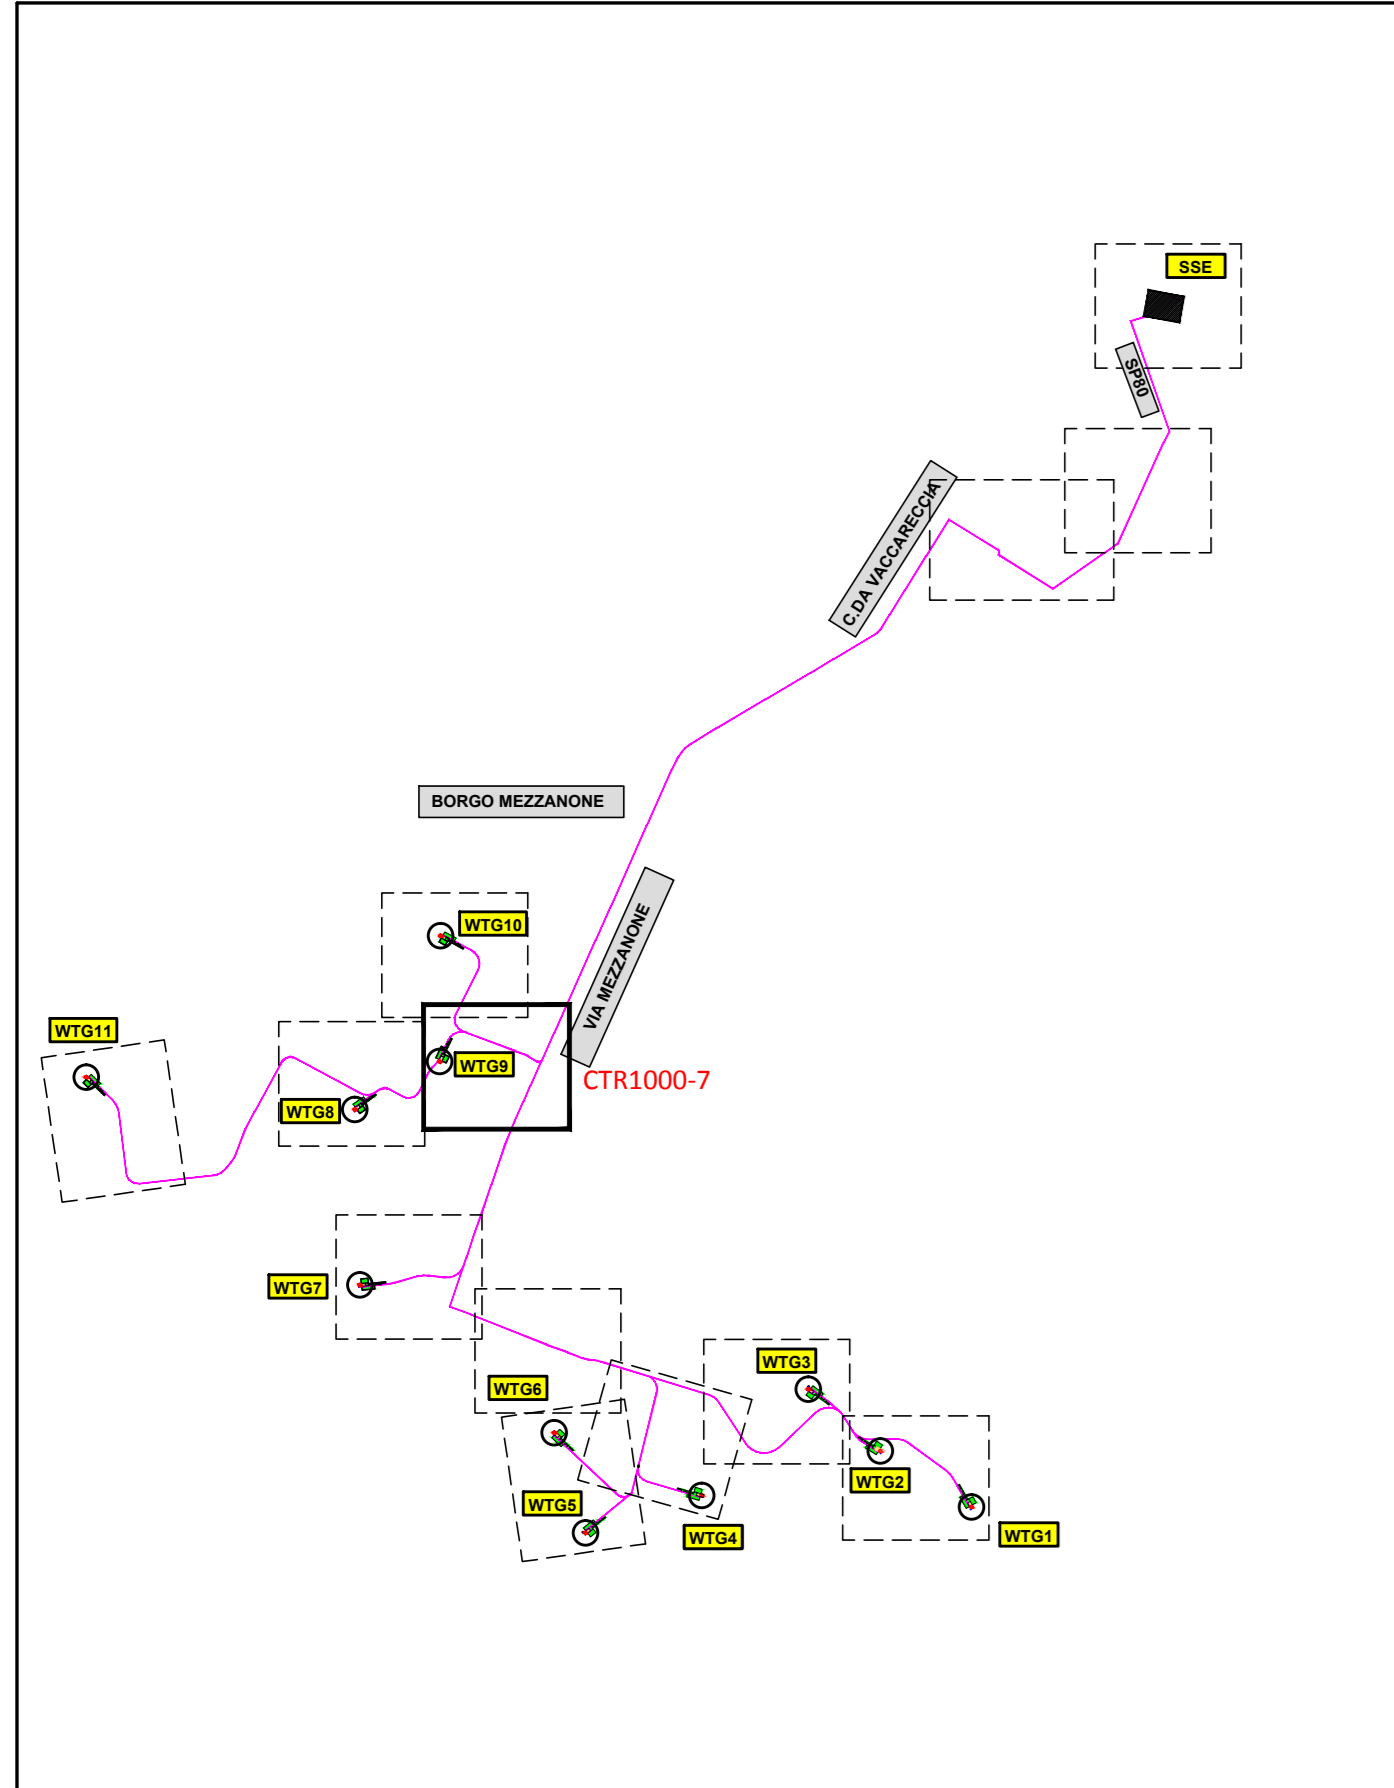 SSE
SP80
C.DA VACCARECCIA
BORGO MEZZANONE
VIA MEZZANONE
WTG10
WTG11
WTG9
CTR1000-7
WTG8
WTG7
WTG3
WTG6
WTG2
WTG5
WTG4
WTG1